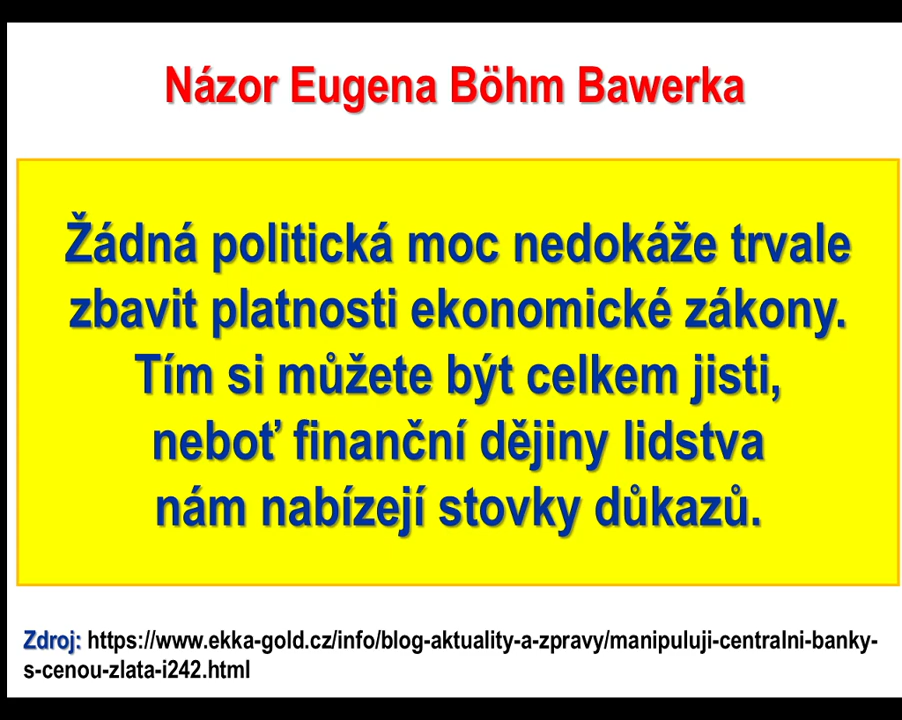 Názor Eugena Böhm Bawerka
Žádná politická moc nedokáže trvale
zbavit platnosti ekonomické zákony.
Tím si můžete být celkem jisti,
neboť finanční dějiny lidstva
nám nabízejí stovky důkazů.
Zdroj: https://www.ekka-gold.cz/info/blog-aktuality-a-zpravy/manipuluji-centralni-banky-
s-cenou-zlata-i242.html